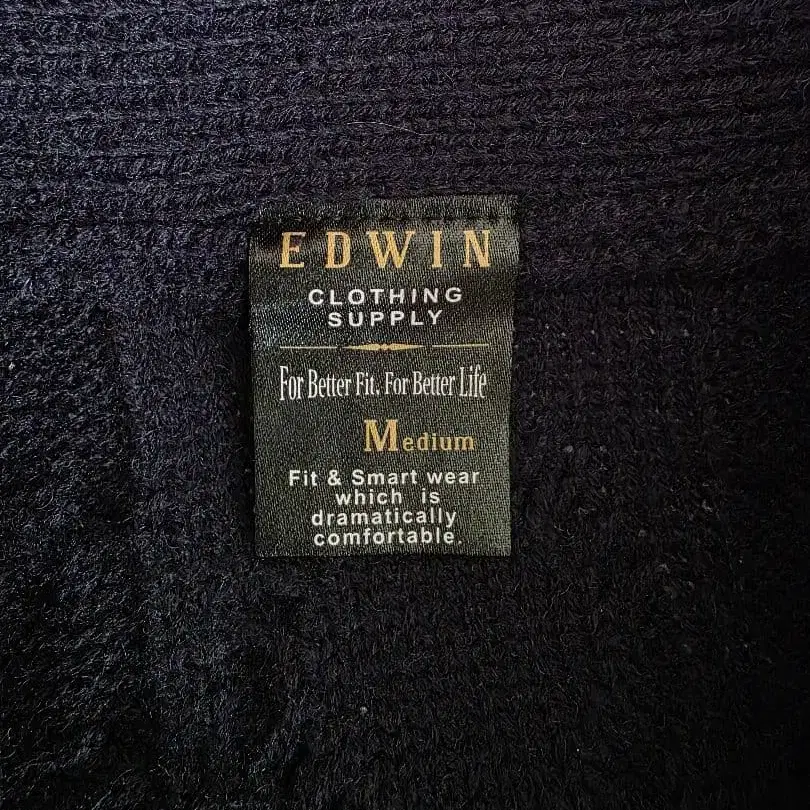 EDWIN
CLOTHING
SUPPLY
For Better Fit, For Better Life
Medium
Fit & Smart wear
which is
dramatically
comfortable.